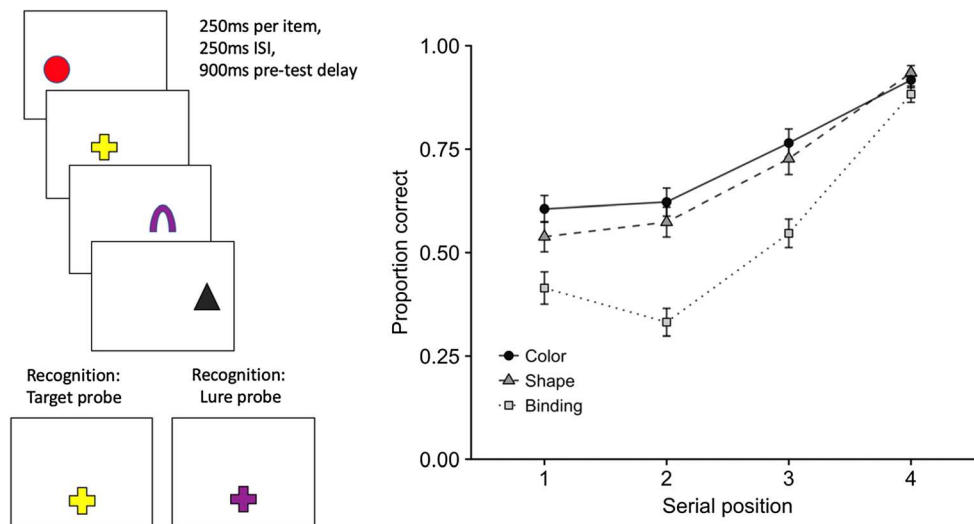 250ms per item,
250ms ISI,
900ms pre-test delay
Recognition:
Target probe
Recognition:
Lure probe
Proportion correct
1.00
0.75
0.50
0.25
0.00
Color
Shape
Binding
1
2
3
4
Serial position